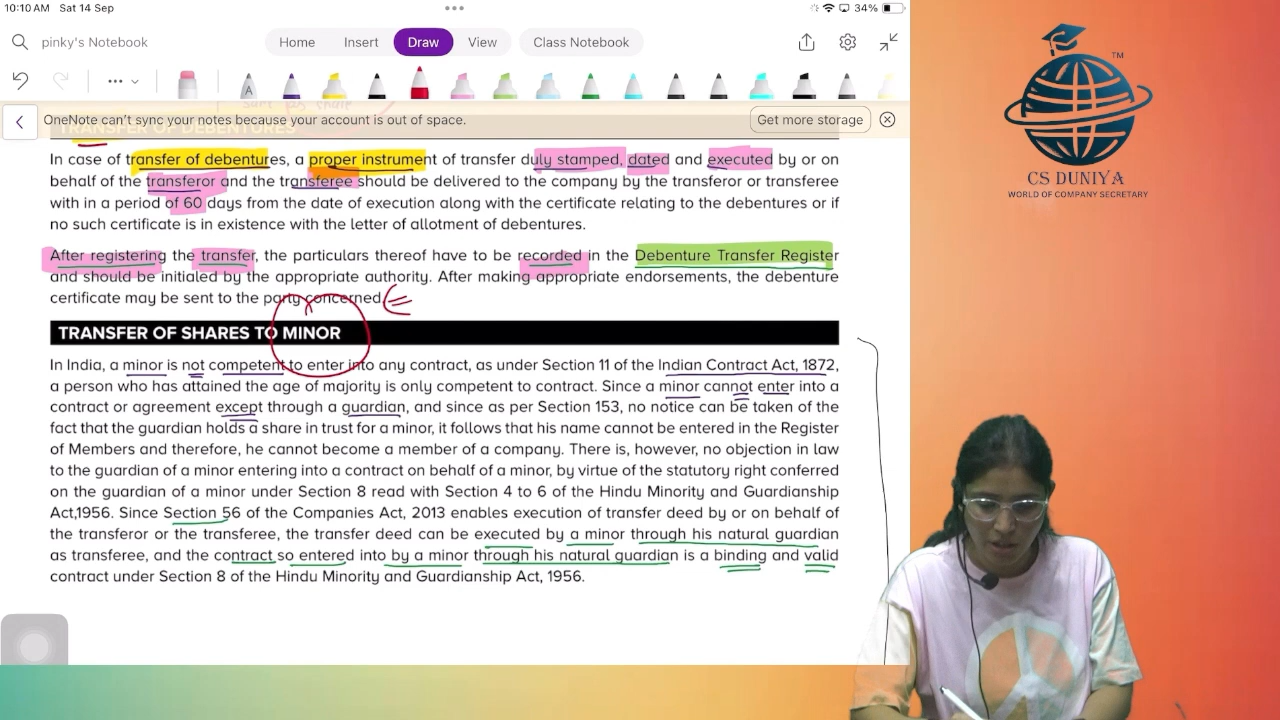 10:10 AM Sat 14 Sep
34%
pinky's Notebook
Home Insert Draw View Class Notebook
OneNote can't sync your notes because your account is out of space.
Get more storage
TRANSFER OF DEBENTURES
In case of transfer of debentures, a proper instrument of transfer duly stamped, dated and executed by or on
behalf of the transferor and the transferee should be delivered to the company by the transferor or transferee
with in a period of 60 days from the date of execution along with the certificate relating to the debentures or if
no such certificate is in existence with the letter of allotment of debentures.
After registering the transfer, the particulars thereof have to be recorded in the Debenture Transfer Register
and should be initialed by the appropriate authority. After making appropriate endorsements, the debenture
certificate may be sent to the party concerned.
TRANSFER OF SHARES TO MINOR
In India, a minor is not competent to enter into any contract, as under Section 11 of the Indian Contract Act, 1872,
a person who has attained the age of majority is only competent to contract. Since a minor cannot enter into a
contract or agreement except through a guardian, and since as per Section 153, no notice can be taken of the
fact that the guardian holds a share in trust for a minor, it follows that his name cannot be entered in the Register
of Members and therefore, he cannot become a member of a company. There is, however, no objection in law
to the guardian of a minor entering into a contract on behalf of a minor, by virtue of the statutory right conferred
on the guardian of a minor under Section 8 read with Section 4 to 6 of the Hindu Minority and Guardianship
Act,1956. Since Section 56 of the Companies Act, 2013 enables execution of transfer deed by or on behalf of
the transferor or the transferee, the transfer deed can be executed by a minor through his natural guardian
as transferee, and the contract so entered into by a minor through his natural guardian is a binding and valid
contract under Section 8 of the Hindu Minority and Guardianship Act, 1956.
TM
CS DUNIYA
WORLD OF COMPANY SECRETARY